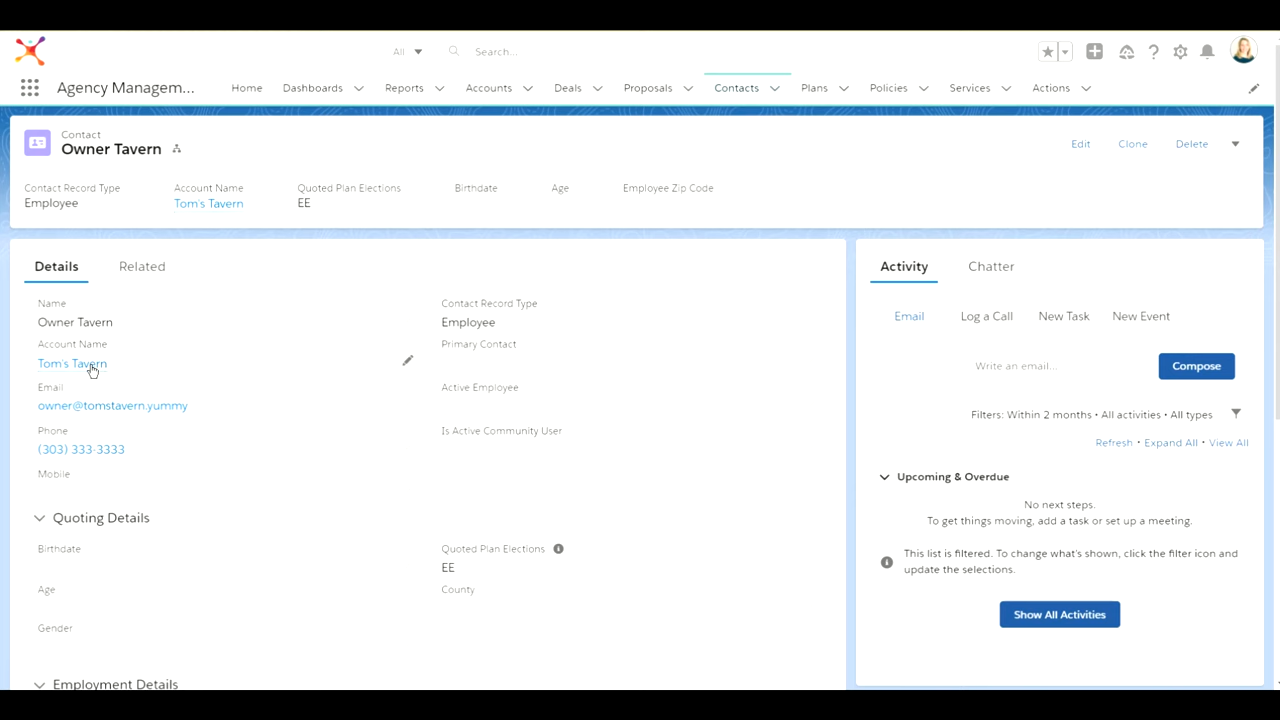 All
Search...
Agency Managem...
Home
Dashboards
Reports
Accounts
Deals
Proposals
Contacts
Plans
Policies
Services
Actions
Contact
Owner Tavern
Edit
Clone
Delete
Contact Record Type
Account Name
Quoted Plan Elections
Birthdate
Age
Employee Zip Code
Employee
Tom's Tavern
EE
Details
Related
Name
Contact Record Type
Owner Tavern
Employee
Account Name
Primary Contact
Tom's Tavern
Email
Active Employee
owner@tomstavern.yummy
Phone
Is Active Community User
(303) 333-3333
Mobile
Quoting Details
Birthdate
Quoted Plan Elections
EE
Age
County
Gender
Employment Details
Activity
Chatter
Email
Log a Call
New Task
New Event
Write an email...
Compose
Filters: Within 2 months • All activities • All types
Refresh • Expand All • View All
Upcoming & Overdue
No next steps.
To get things moving, add a task or set up a meeting.
This list is filtered. To change what's shown, click the filter icon and
update the selections.
Show All Activities